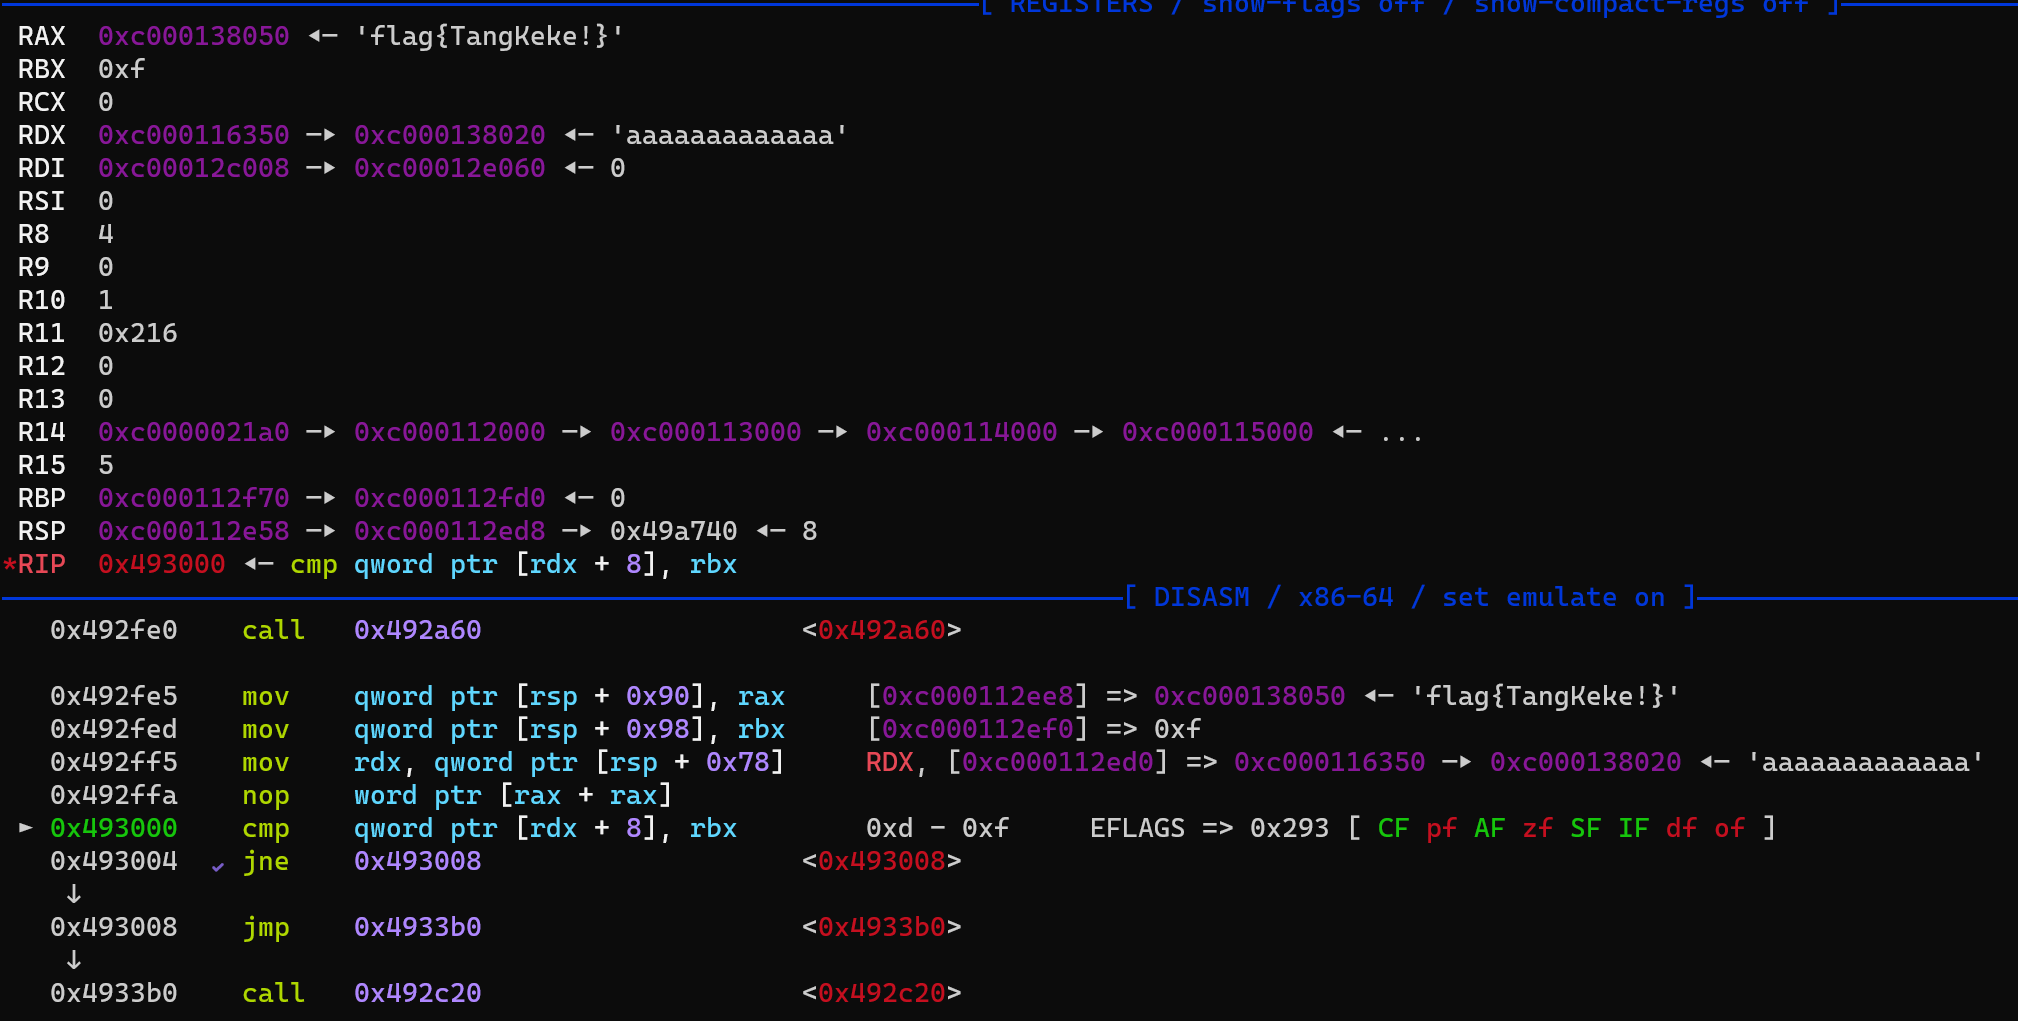 [ REGISTERS / show-flags off / show-compact-regs off ]
RAX  0xc000138050 ◂— 'flag{TangKeke!}'
RBX  0xf
RCX  0
RDX  0xc000116350 —▸ 0xc000138020 ◂— 'aaaaaaaaaaaaa'
RDI  0xc00012c008 —▸ 0xc00012e060 ◂— 0
RSI  0
R8   4
R9   0
R10  1
R11  0x216
R12  0
R13  0
R14  0xc0000021a0 —▸ 0xc000112000 —▸ 0xc000113000 —▸ 0xc000114000 —▸ 0xc000115000 ◂— ...
R15  5
RBP  0xc000112f70 —▸ 0xc000112fd0 ◂— 0
RSP  0xc000112e58 —▸ 0xc000112ed8 —▸ 0x49a740 ◂— 8
*RIP  0x493000 ◂— cmp qword ptr [rdx + 8], rbx
[ DISASM / x86-64 / set emulate on ]
0x492fe0    call   0x492a60                    <0x492a60>
0x492fe5    mov    qword ptr [rsp + 0x90], rax     [0xc000112ee8] => 0xc000138050 ◂— 'flag{TangKeke!}'
0x492fed    mov    qword ptr [rsp + 0x98], rbx     [0xc000112ef0] => 0xf
0x492ff5    mov    rdx, qword ptr [rsp + 0x78]     RDX, [0xc000112ed0] => 0xc000116350 —▸ 0xc000138020 ◂— 'aaaaaaaaaaaaa'
0x492ffa    nop    word ptr [rax + rax]
► 0x493000    cmp    qword ptr [rdx + 8], rbx        0xd - 0xf     EFLAGS => 0x293 [ CF pf AF zf SF IF df of ]
0x493004  ✓ jne    0x493008                    <0x493008>
↓
0x493008    jmp    0x4933b0                    <0x4933b0>
↓
0x4933b0    call   0x492c20                    <0x492c20>